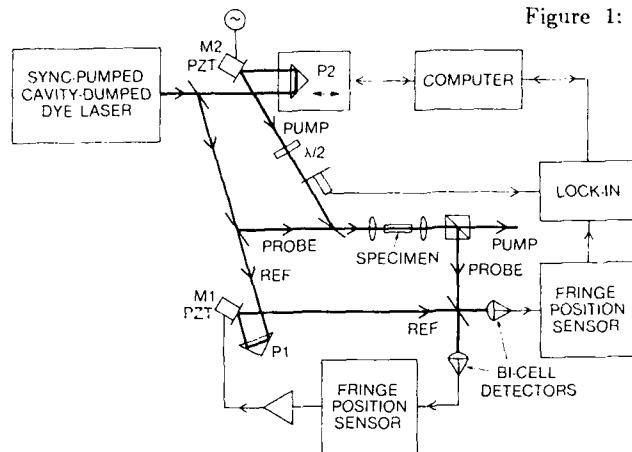 Figure 1:
M2
PZT
P2
SYNC-PUMPED
CAVITY-DUMPED
DYE LASER
COMPUTER
PUMP
λ/2
LOCK-IN
PROBE
SPECIMEN
PUMP
REF
PROBE
M1
PZT
REF
P1
FRINGE
POSITION
SENSOR
BI-CELL
DETECTORS
FRINGE
POSITION
SENSOR